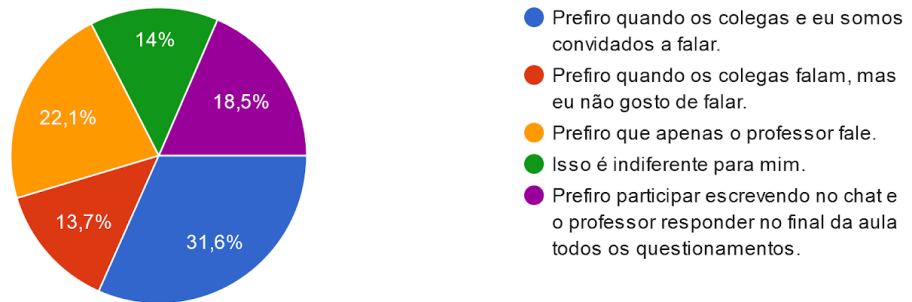 14%
18,5%
22,1%
13,7%
31,6%
Prefiro quando os colegas e eu somos
convidados a falar.
Prefiro quando os colegas falam, mas
eu não gosto de falar.
Prefiro que apenas o professor fale.
Isso é indiferente para mim.
Prefiro participar escrevendo no chat e
o professor responder no final da aula
todos os questionamentos.